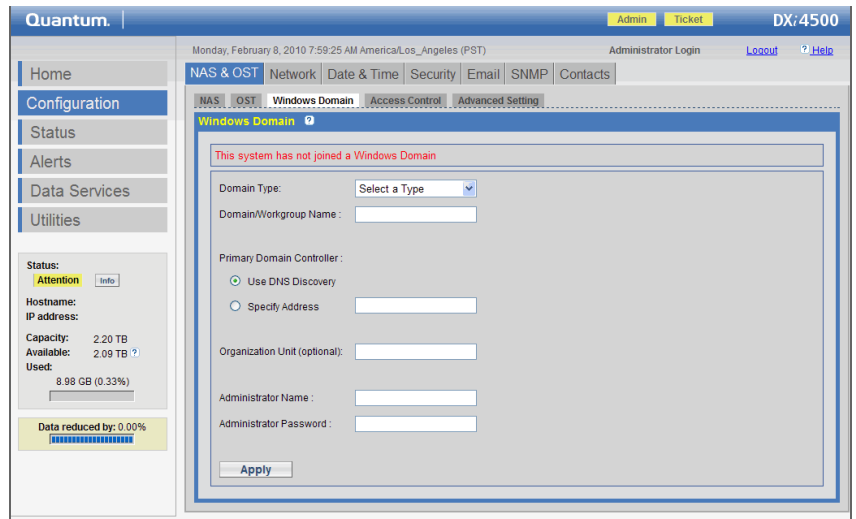 Quantum.
Admin Ticket DXi4500
Monday, February 8, 2010 7:59:25 AM America/Los_Angeles (PST) Administrator Login Logout ? Help
Home
Configuration
Status
Alerts
Data Services
Utilities
Status:
Attention Info
Hostname:
IP address:
Capacity: 2.20 TB
Available: 2.09 TB ?
Used:
8.98 GB (0.33%)
Data reduced by: 0.00%
NAS & OST Network Date & Time Security Email SNMP Contacts
NAS OST Windows Domain Access Control Advanced Setting
Windows Domain ?
This system has not joined a Windows Domain
Domain Type: Select a Type
Domain/Workgroup Name :
Primary Domain Controller :
Use DNS Discovery
Specify Address
Organization Unit (optional):
Administrator Name :
Administrator Password :
Apply